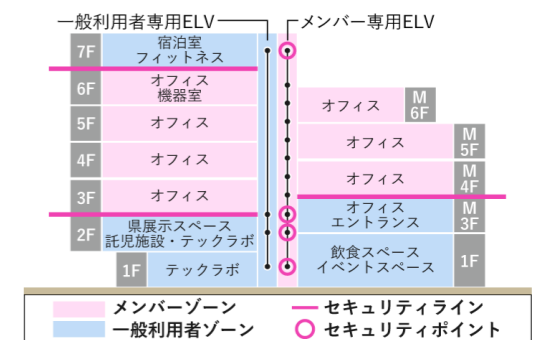 一般利用者専用ELV
メンバー専用ELV
7F
宿泊室
フィットネス
6F
オフィス
機器室
5F
オフィス
4F
オフィス
3F
オフィス
2F
県展示スペース
託児施設・テックラボ
1F
テックラボ
オフィス
M
6F
オフィス
M
5F
オフィス
M
4F
オフィス
エントランス
M
3F
飲食スペース
イベントスペース
1F
メンバーゾーン
セキュリティライン
一般利用者ゾーン
セキュリティポイント